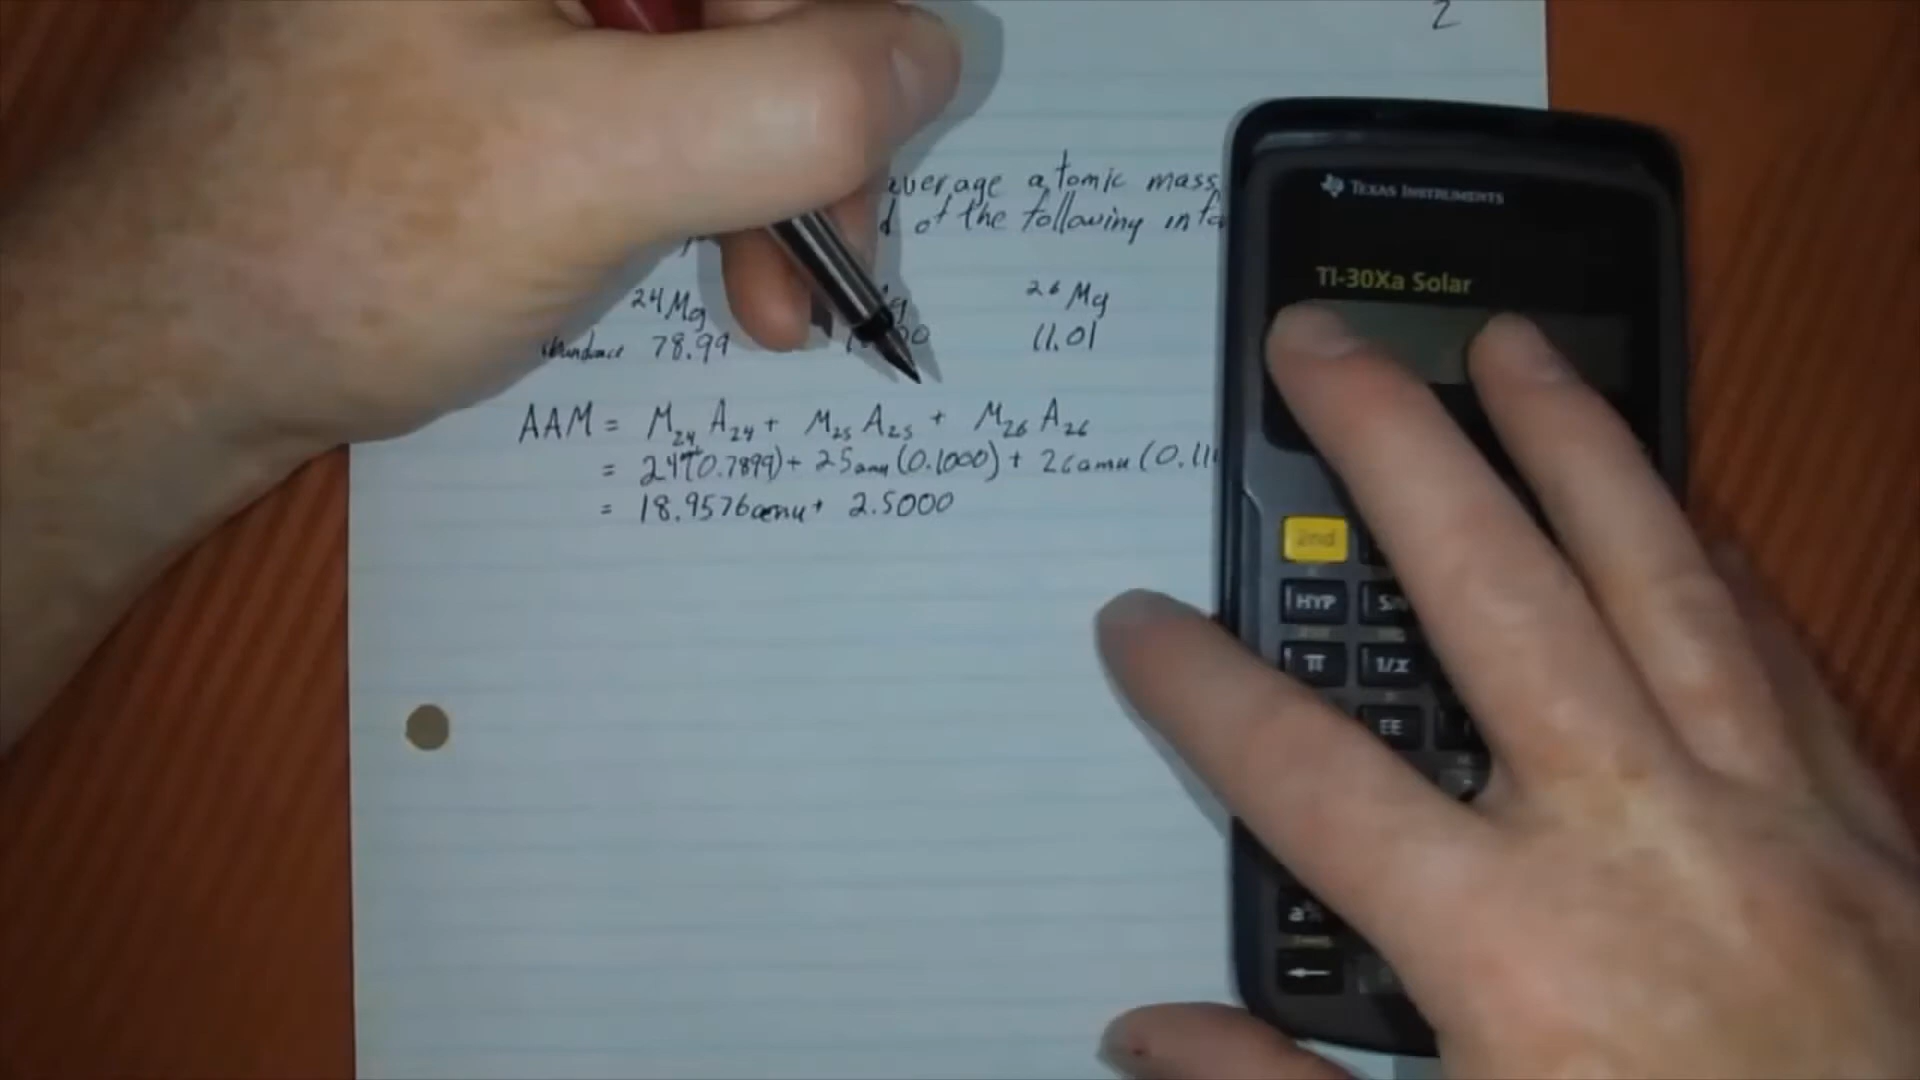 2
average atomic mass
of the following
24Mg 26Mg
78.99 11.01
AAM = M24 A24 + M25 A25 + M26 A26
= 24 (0.7899) + 25amu (0.1000) + 26amu (0.11
= 18.9576amu + 2.5000
TEXAS INSTRUMENTS
TI-30Xa Solar
2nd
HYP
π 1/x
EE
←